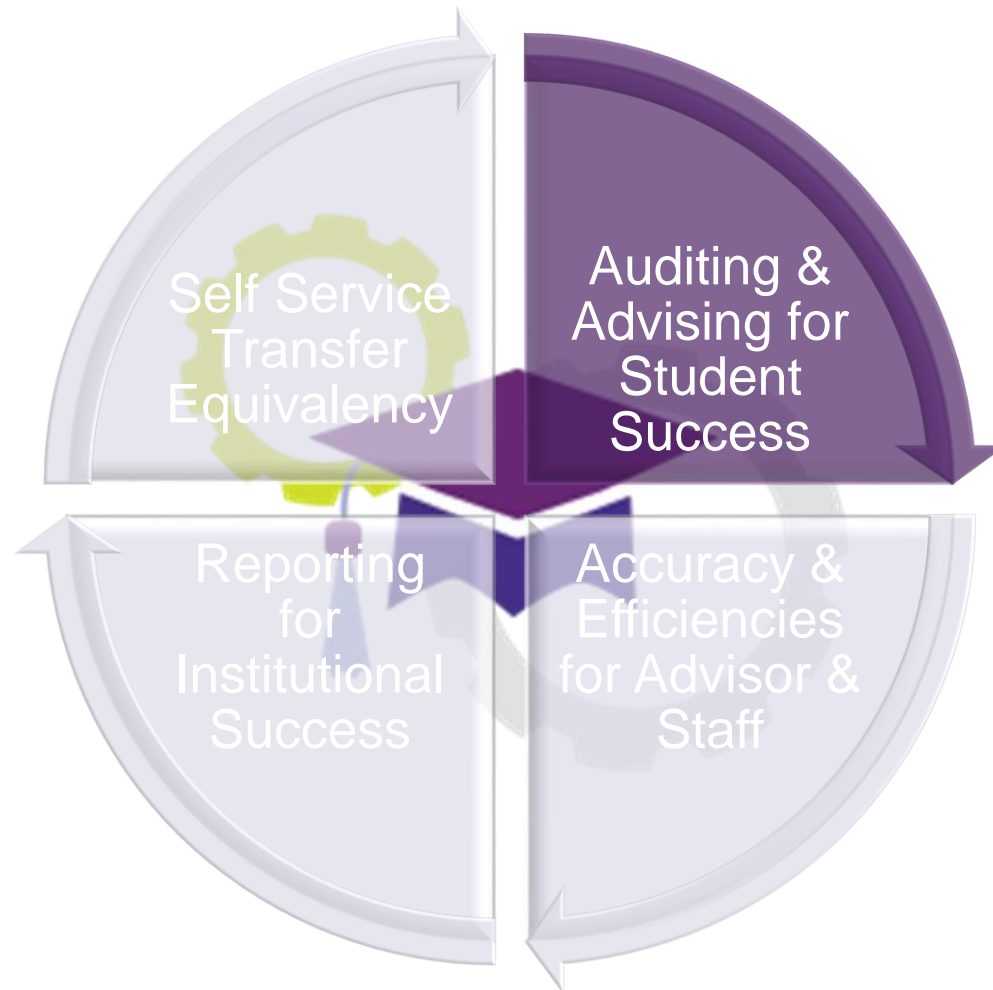 Self Service
Transfer
Equivalency
Auditing &
Advising for
Student
Success
Reporting
for
Institutional
Success
Accuracy &
Efficiencies
for Advisor &
Staff